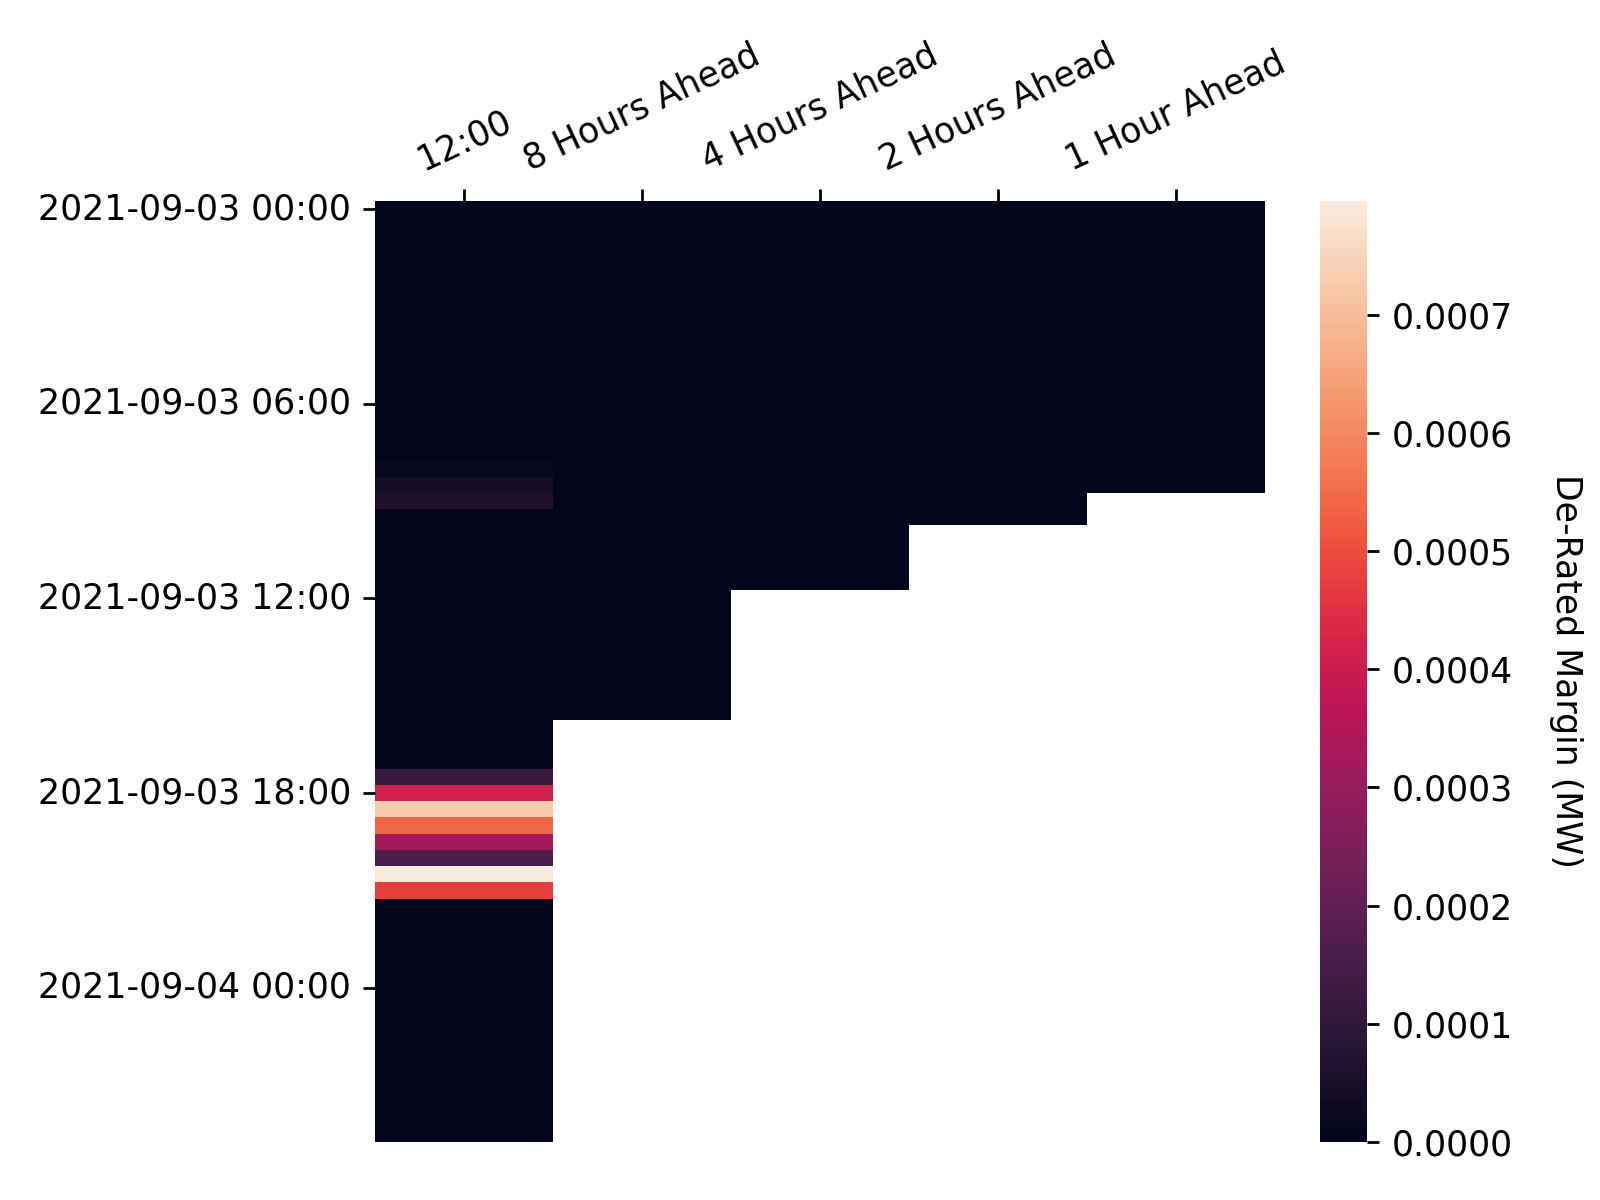 12:00
8 Hours Ahead
4 Hours Ahead
2 Hours Ahead
1 Hour Ahead
2021-09-03 00:00
2021-09-03 06:00
2021-09-03 12:00
2021-09-03 18:00
2021-09-04 00:00
0.0007
0.0006
0.0005
0.0004
0.0003
0.0002
0.0001
0.0000
De-Rated Margin (MW)